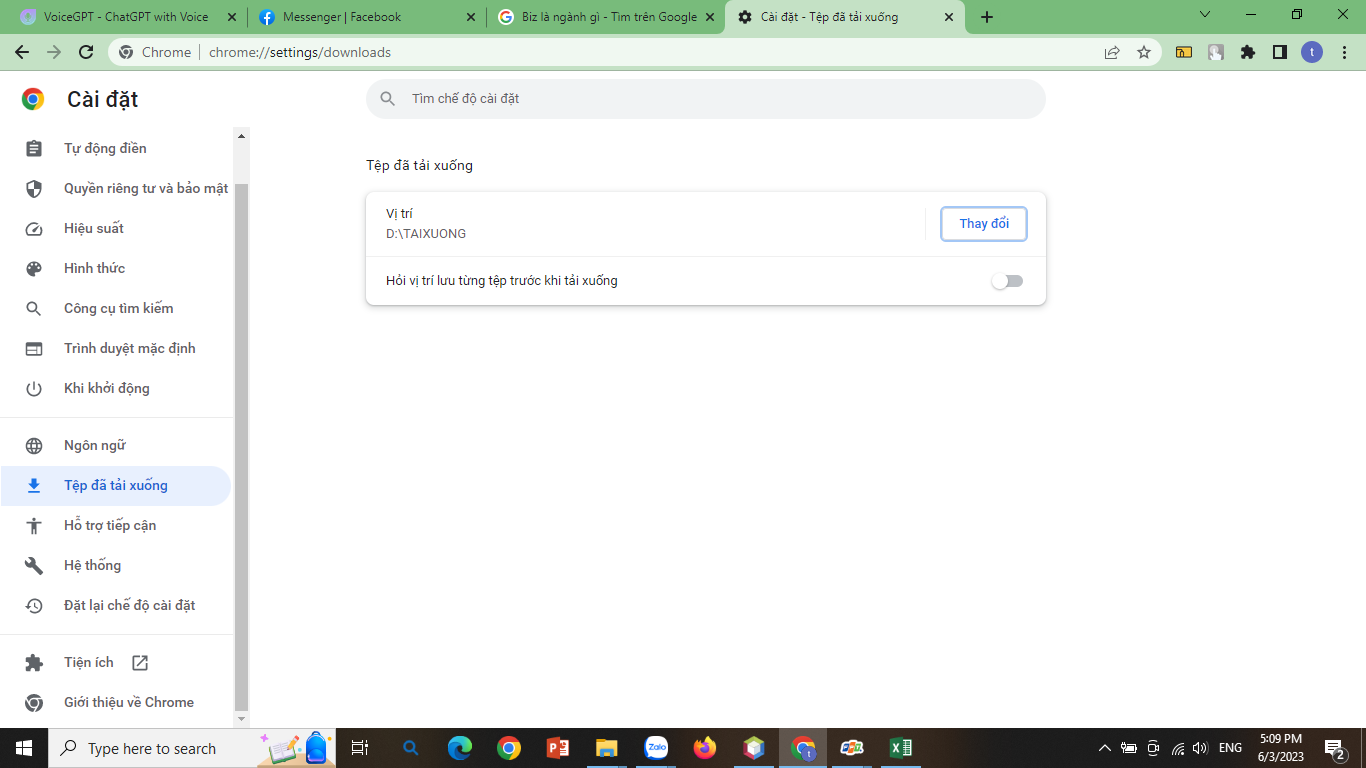 VoiceGPT - ChatGPT with Voice
Messenger | Facebook
Biz là ngành gì - Tìm trên Google
Cài đặt - Tệp đã tải xuống
Chrome
chrome://settings/downloads
t
Cài đặt
Tìm chế độ cài đặt
Tự động điền
Quyền riêng tư và bảo mật
Hiệu suất
Hình thức
Công cụ tìm kiếm
Trình duyệt mặc định
Khi khởi động
Ngôn ngữ
Tệp đã tải xuống
Hỗ trợ tiếp cận
Hệ thống
Đặt lại chế độ cài đặt
Tiện ích
Giới thiệu về Chrome
Tệp đã tải xuống
Vị trí
D:\TAIXUONG
Thay đổi
Hỏi vị trí lưu từng tệp trước khi tải xuống
Type here to search
Zalo
t
ENG
5:09 PM
6/3/2023
2